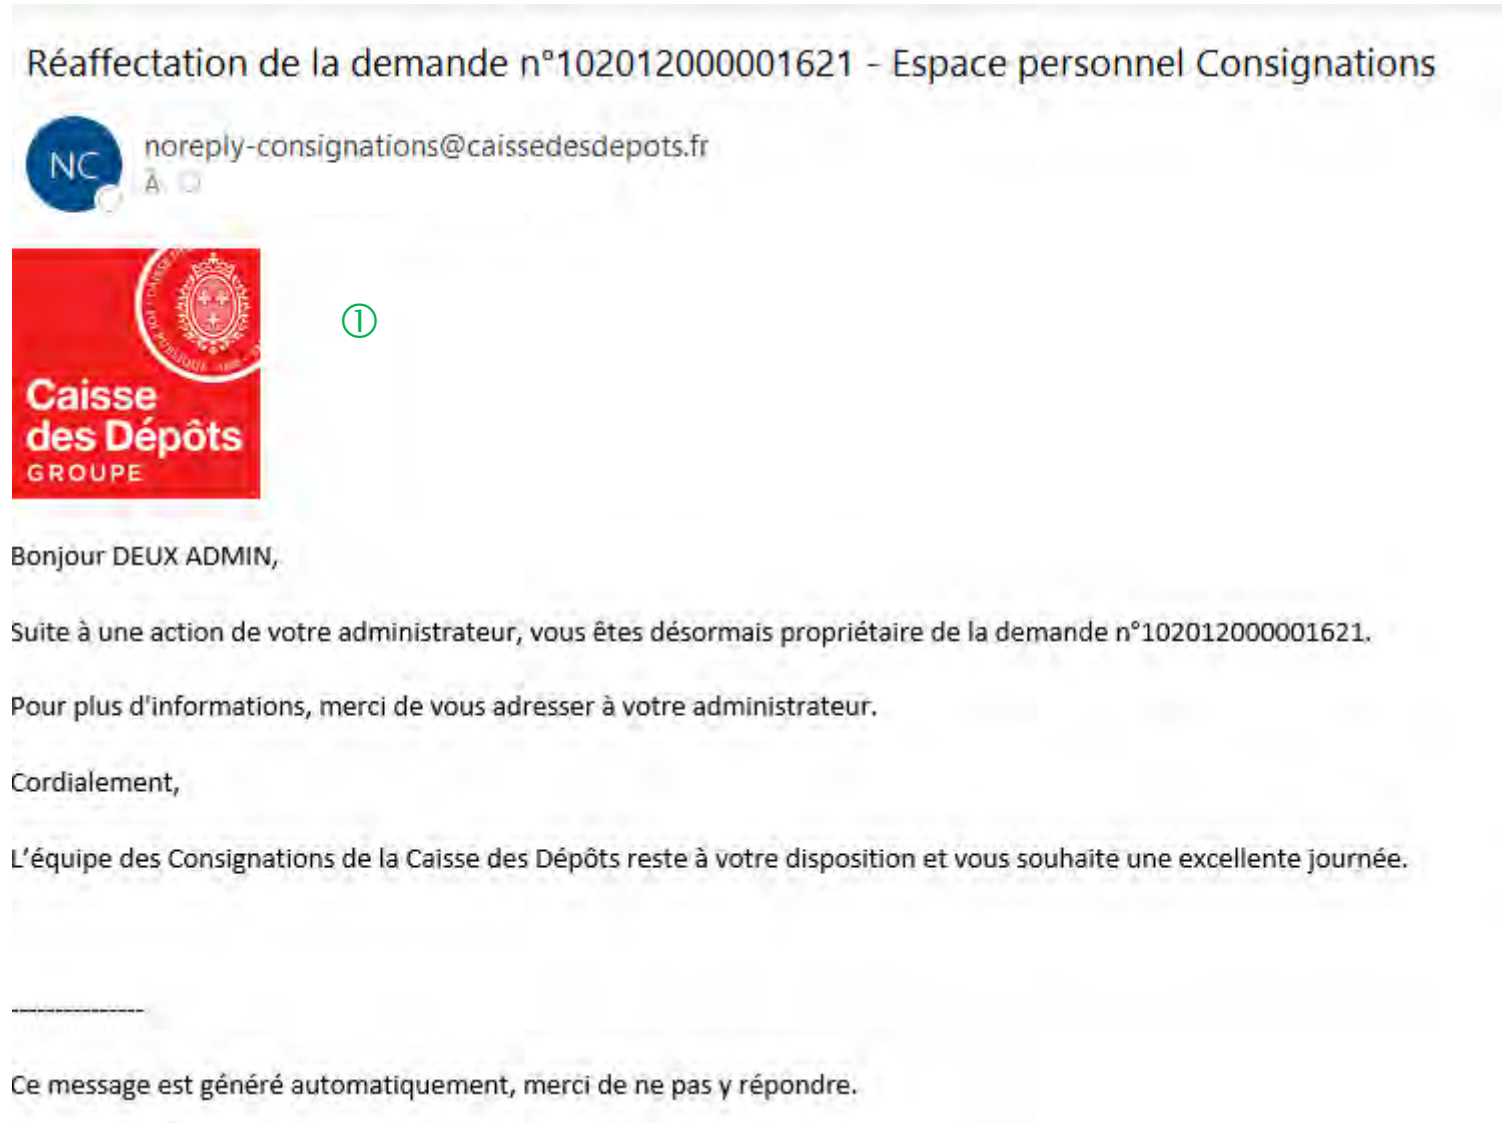 Réaffectation de la demande n°102012000001621 - Espace personnel Consignations
NC
noreply-consignations@caissedesdepots.fr
À
①
Caisse
des Dépôts
GROUPE
Bonjour DEUX ADMIN,
Suite à une action de votre administrateur, vous êtes désormais propriétaire de la demande n°102012000001621.
Pour plus d'informations, merci de vous adresser à votre administrateur.
Cordialement,
L'équipe des Consignations de la Caisse des Dépôts reste à votre disposition et vous souhaite une excellente journée.
---------------
Ce message est généré automatiquement, merci de ne pas y répondre.